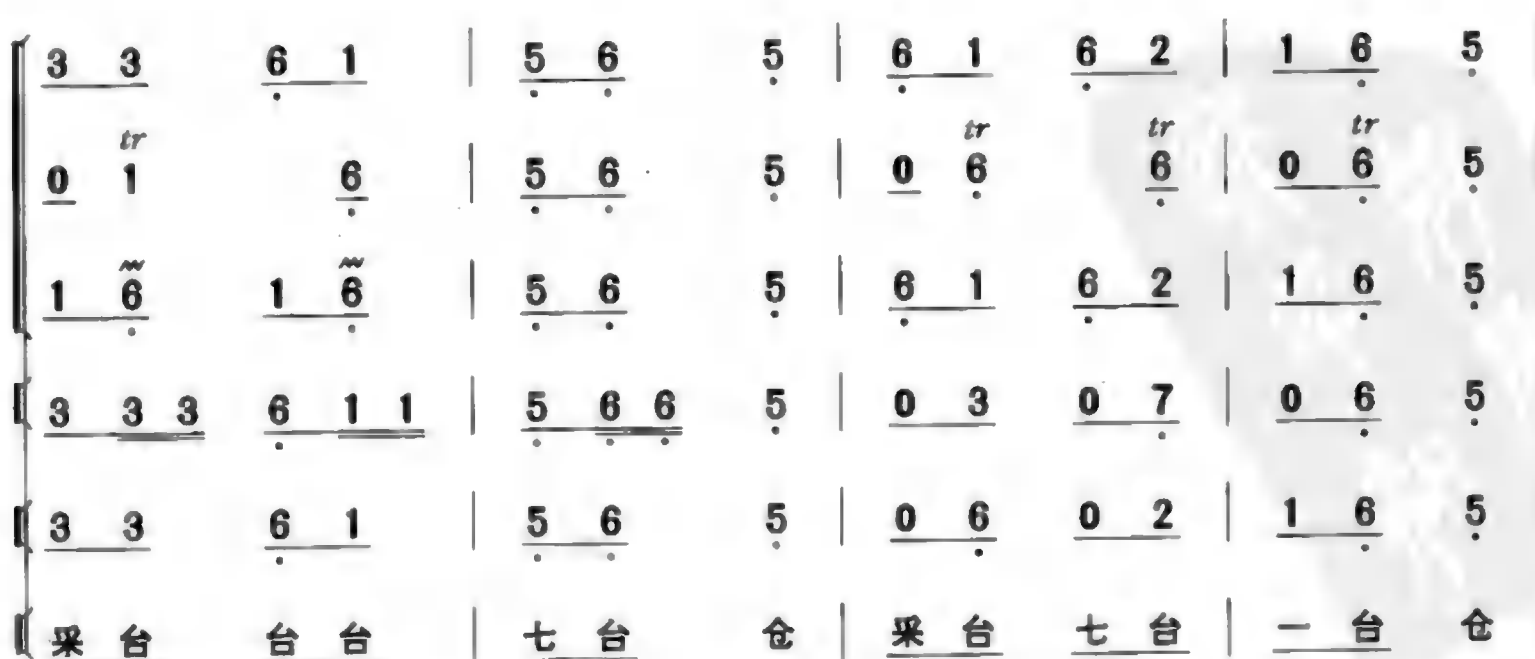 3 3 6 1 | 5 6 5 | 6 1 6 2 | 1 6 5
tr tr tr tr
0 1 6 | 5 6 5 | 0 6 6 | 0 6 5
1 6 1 6 | 5 6 5 | 6 1 6 2 | 1 6 5
3 3 3 6 1 1 | 5 6 6 5 | 0 3 0 7 | 0 6 5
3 3 6 1 | 5 6 5 | 0 6 0 2 | 1 6 5
采台 台台 | 七台 仓 | 采台 七台 | 一台 仓